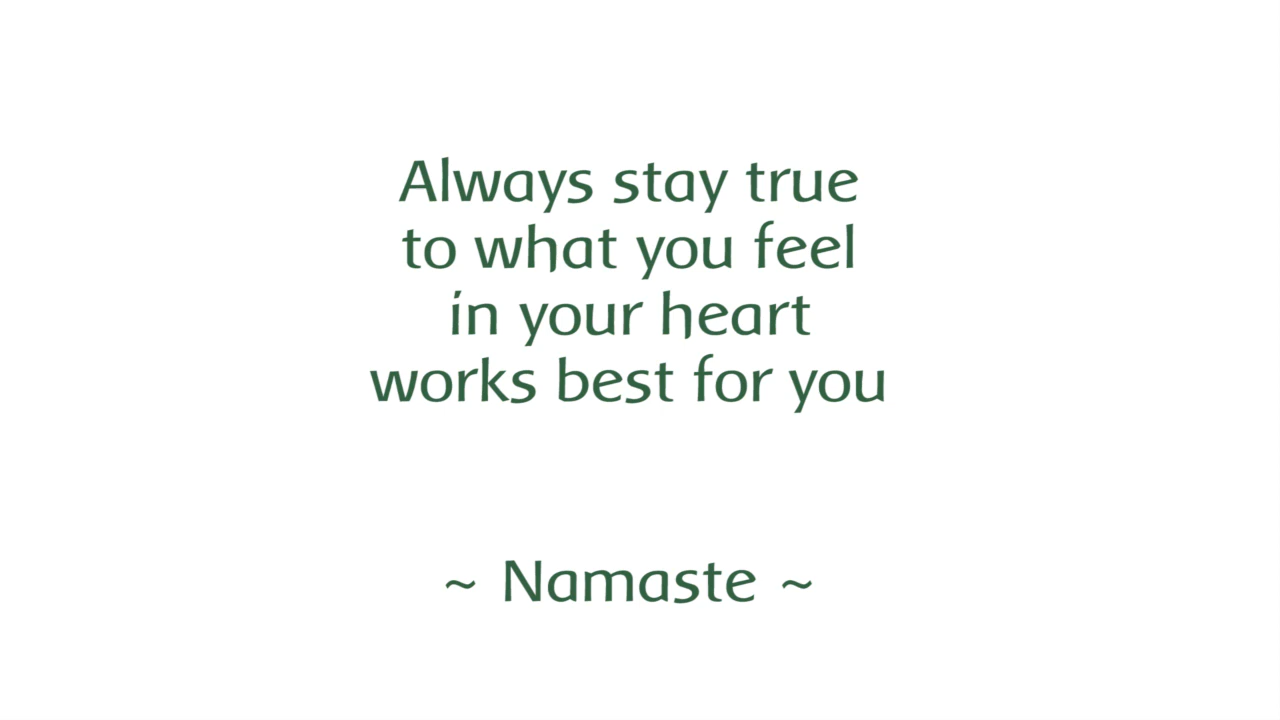 Always stay true
to what you feel
in your heart
works best for you
~ Namaste ~